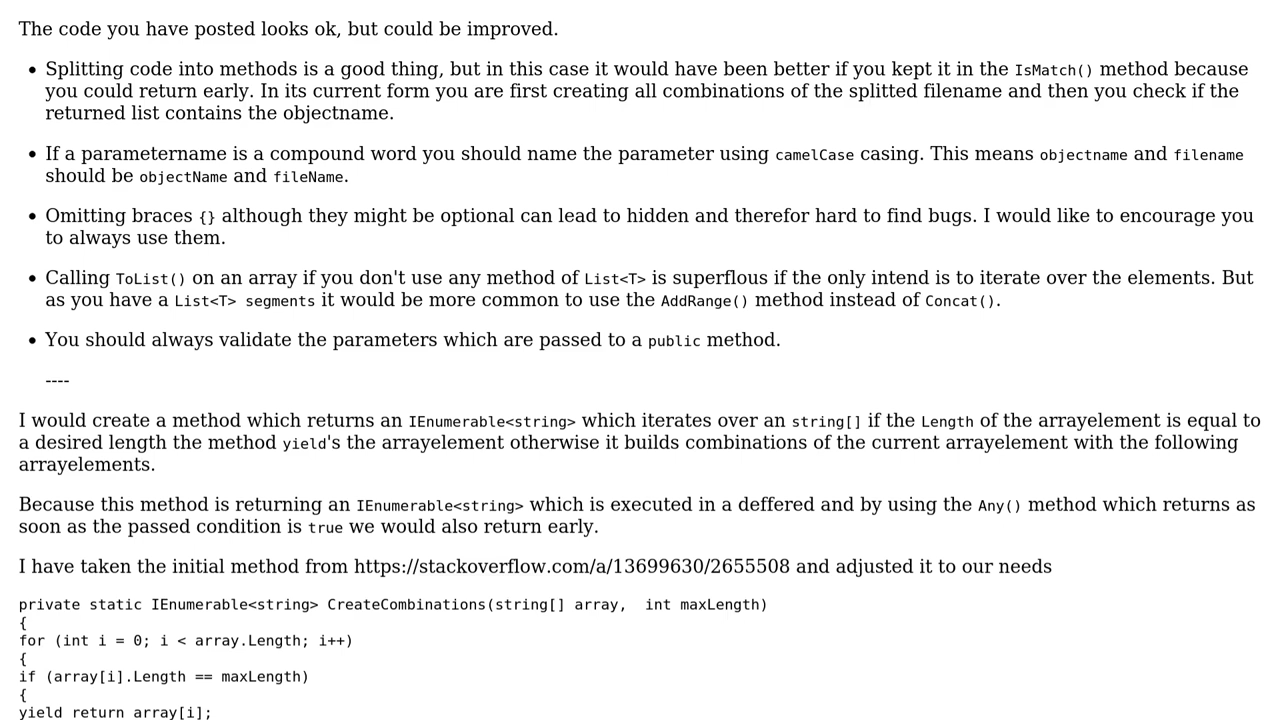 The code you have posted looks ok, but could be improved.
• Splitting code into methods is a good thing, but in this case it would have been better if you kept it in the IsMatch() method because
you could return early. In its current form you are first creating all combinations of the splitted filename and then you check if the
returned list contains the objectname.
• If a parametername is a compound word you should name the parameter using camelCase casing. This means objectname and filename
should be objectName and fileName.
• Omitting braces {} although they might be optional can lead to hidden and therefor hard to find bugs. I would like to encourage you
to always use them.
• Calling ToList() on an array if you don't use any method of List<T> is superflous if the only intend is to iterate over the elements. But
as you have a List<T> segments it would be more common to use the AddRange() method instead of Concat().
• You should always validate the parameters which are passed to a public method.
----
I would create a method which returns an IEnumerable<string> which iterates over an string[] if the Length of the arrayelement is equal to
a desired length the method yield's the arrayelement otherwise it builds combinations of the current arrayelement with the following
arrayelements.
Because this method is returning an IEnumerable<string> which is executed in a deffered and by using the Any() method which returns as
soon as the passed condition is true we would also return early.
I have taken the initial method from https://stackoverflow.com/a/13699630/2655508 and adjusted it to our needs
private static IEnumerable<string> CreateCombinations(string[] array,  int maxLength)
{
for (int i = 0; i < array.Length; i++)
{
if (array[i].Length == maxLength)
{
yield return array[i];